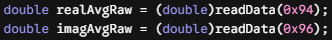 double realAvgRaw = (double)readData(0x94);
double imagAvgRaw = (double)readData(0x96);